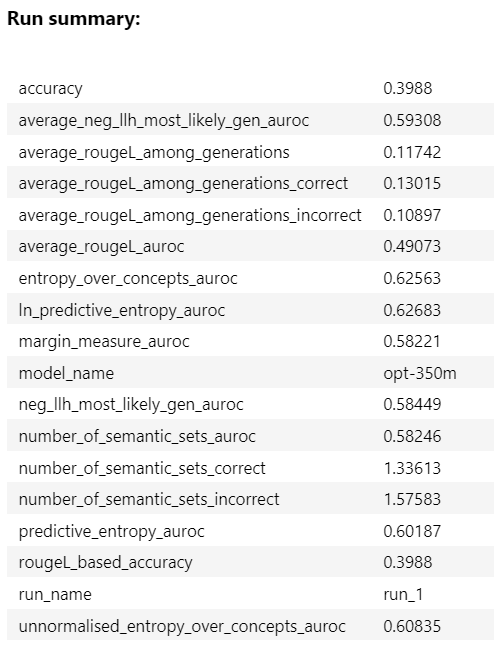 Run summary:
accuracy 0.3988
average_neg_llh_most_likely_gen_auroc 0.59308
average_rougeL_among_generations 0.11742
average_rougeL_among_generations_correct 0.13015
average_rougeL_among_generations_incorrect 0.10897
average_rougeL_auroc 0.49073
entropy_over_concepts_auroc 0.62563
ln_predictive_entropy_auroc 0.62683
margin_measure_auroc 0.58221
model_name opt-350m
neg_llh_most_likely_gen_auroc 0.58449
number_of_semantic_sets_auroc 0.58246
number_of_semantic_sets_correct 1.33613
number_of_semantic_sets_incorrect 1.57583
predictive_entropy_auroc 0.60187
rougeL_based_accuracy 0.3988
run_name run_1
unnormalised_entropy_over_concepts_auroc 0.60835